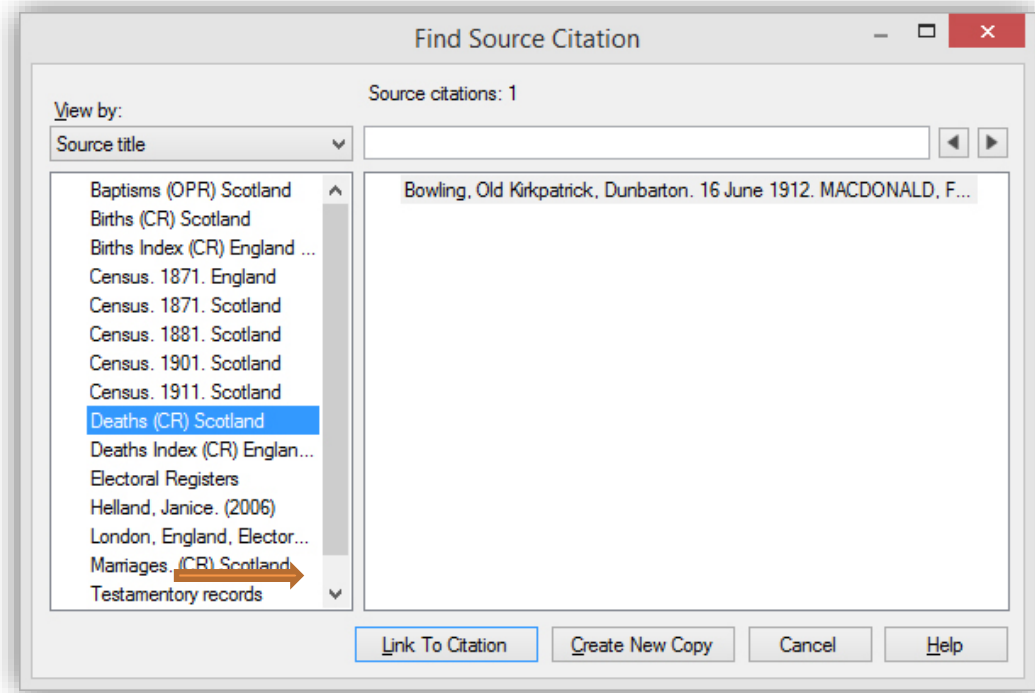 Find Source Citation
View by:
Source citations: 1
Source title
Baptisms (OPR) Scotland
Births (CR) Scotland
Births Index (CR) England ...
Census. 1871. England
Census. 1871. Scotland
Census. 1881. Scotland
Census. 1901. Scotland
Census. 1911. Scotland
Deaths (CR) Scotland
Deaths Index (CR) Englan...
Electoral Registers
Helland, Janice. (2006)
London, England, Elector...
Marriages. (CR) Scotland
Testamentory records
Bowling, Old Kirkpatrick, Dunbarton. 16 June 1912. MACDONALD, F...
Link To Citation
Create New Copy
Cancel
Help